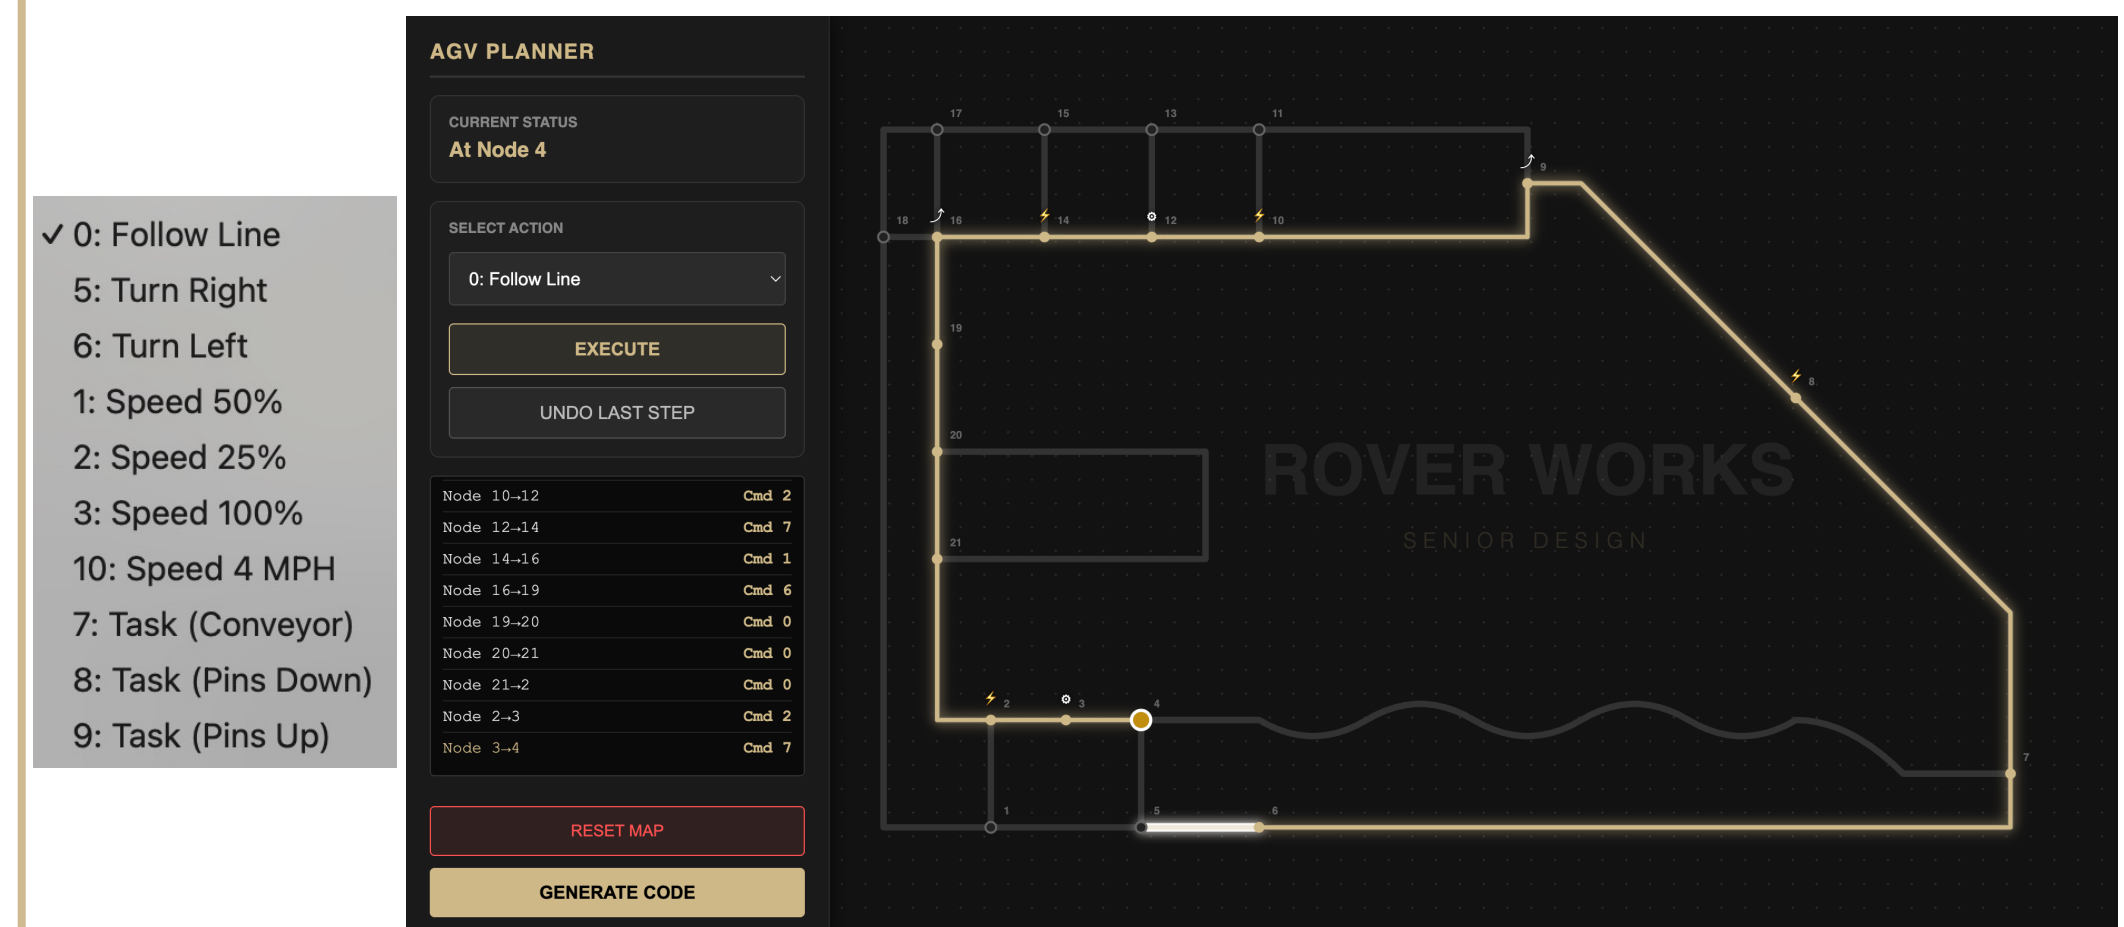 ✓ 0: Follow Line
5: Turn Right
6: Turn Left
1: Speed 50%
2: Speed 25%
3: Speed 100%
10: Speed 4 MPH
7: Task (Conveyor)
8: Task (Pins Down)
9: Task (Pins Up)
AGV PLANNER
CURRENT STATUS
At Node 4
SELECT ACTION
0: Follow Line
EXECUTE
UNDO LAST STEP
Node 10→12 Cmd 2
Node 12→14 Cmd 7
Node 14→16 Cmd 1
Node 16→19 Cmd 6
Node 19→20 Cmd 0
Node 20→21 Cmd 0
Node 21→2 Cmd 0
Node 2→3 Cmd 2
Node 3→4 Cmd 7
RESET MAP
GENERATE CODE
17 15 13 11
9
18 16 14 12 10
19
8
20
ROVER WORKS
SENIOR DESIGN
21
2 3 4
7
1 5 6